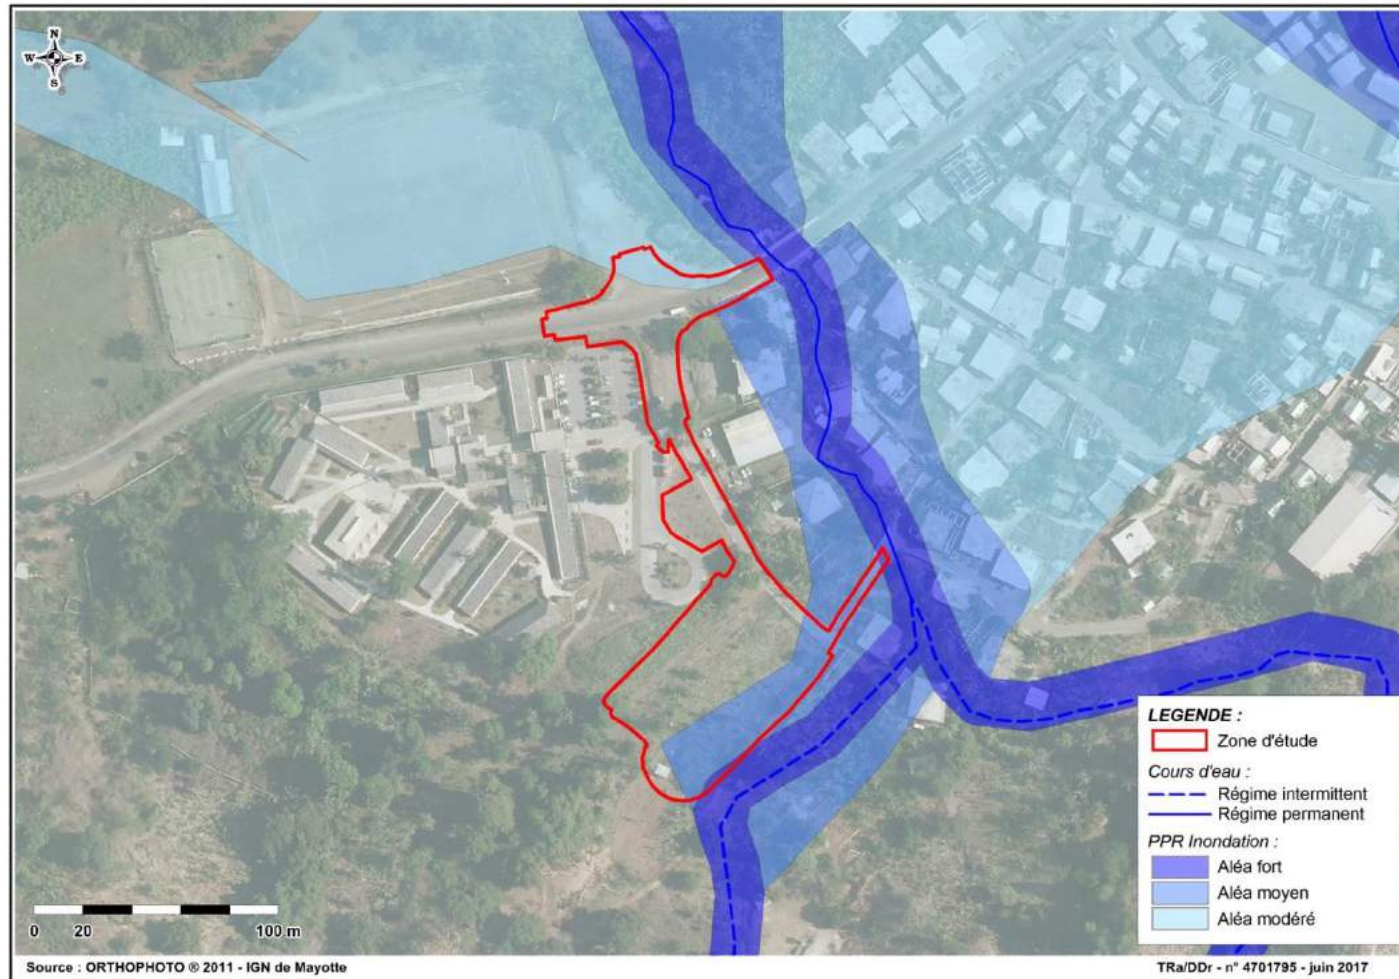 N
W E
S
LEGENDE :
Zone d'étude
Cours d'eau :
Régime intermittent
Régime permanent
PPR Inondation :
Aléa fort
Aléa moyen
Aléa modéré
0 20 100 m
Source : ORTHOPHOTO ® 2011 - IGN de Mayotte
TRa/DDr - n° 4701795 - juin 2017